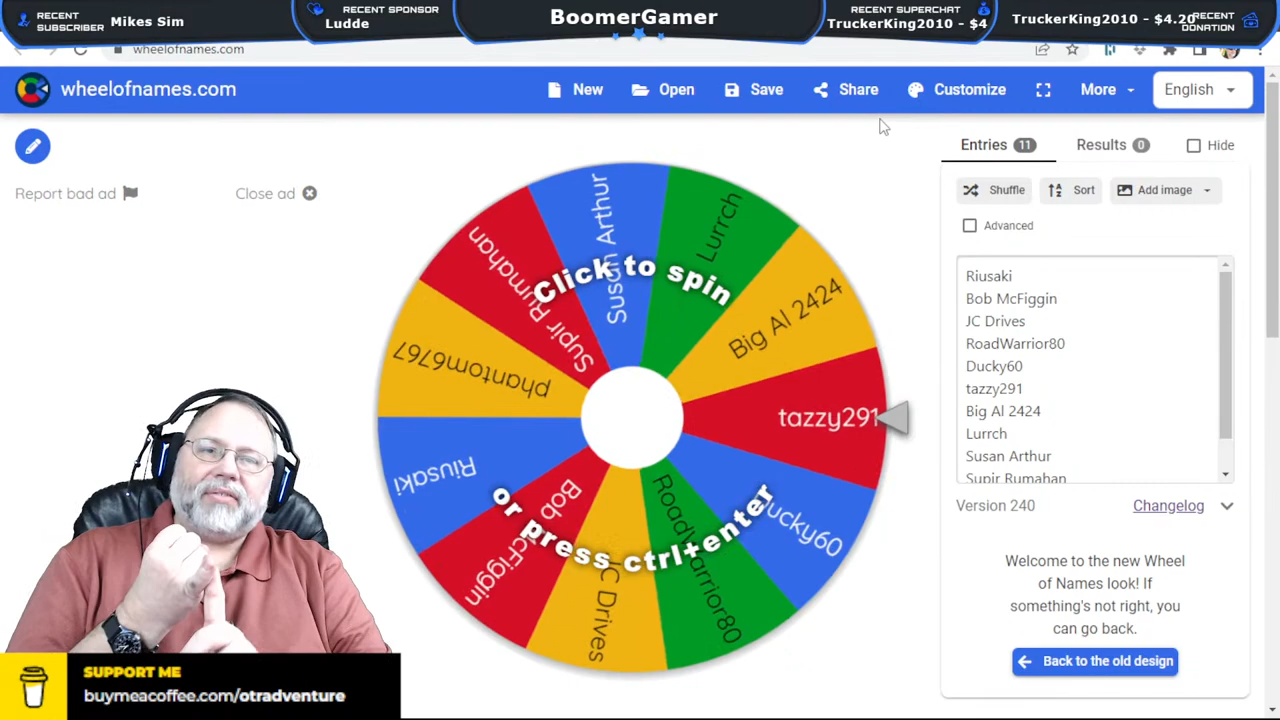 RECENT SUBSCRIBER
Mikes Sim
RECENT SPONSOR
Ludde
BoomerGamer
RECENT SUPERCHAT
TruckerKing2010 - $4
TruckerKing2010 - $4.20
RECENT DONATION
wheelofnames.com
wheelofnames.com
New
Open
Save
Share
Customize
More
English
Report bad ad
Close ad
Entries 11
Results 0
Hide
Shuffle
Sort
Add image
Advanced
Riusaki
Bob McFiggin
JC Drives
RoadWarrior80
Ducky60
tazzy291
Big Al 2424
Lurrch
Susan Arthur
Supir Rumahan
Version 240
Changelog
Welcome to the new Wheel
of Names look! If
something's not right, you
can go back.
Back to the old design
Click to spin
or press ctrl+enter
Susan Arthur
Lurrch
Big Al 2424
tazzy291
Ducky60
RoadWarrior80
JC Drives
Bob McFiggin
Riusaki
phantom6767
Supir Rumahan
SUPPORT ME
buymeacoffee.com/otradventure